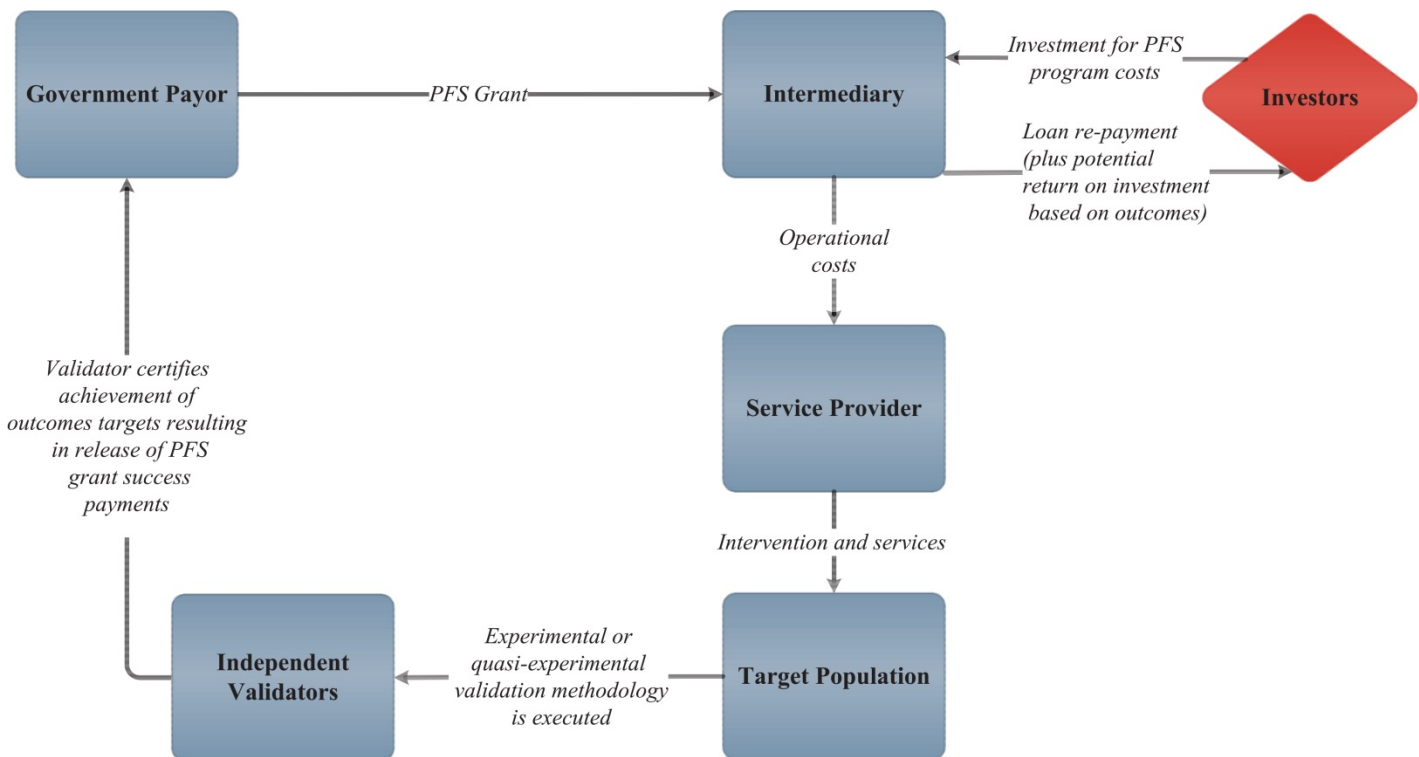 Government Payor
PFS Grant
Intermediary
Investment for PFS
program costs
Investors
Loan re-payment
(plus potential
return on investment
based on outcomes)
Operational
costs
Service Provider
Validator certifies
achievement of
outcomes targets resulting
in release of PFS
grant success
payments
Intervention and services
Independent
Validators
Experimental or
quasi-experimental
validation methodology
is executed
Target Population